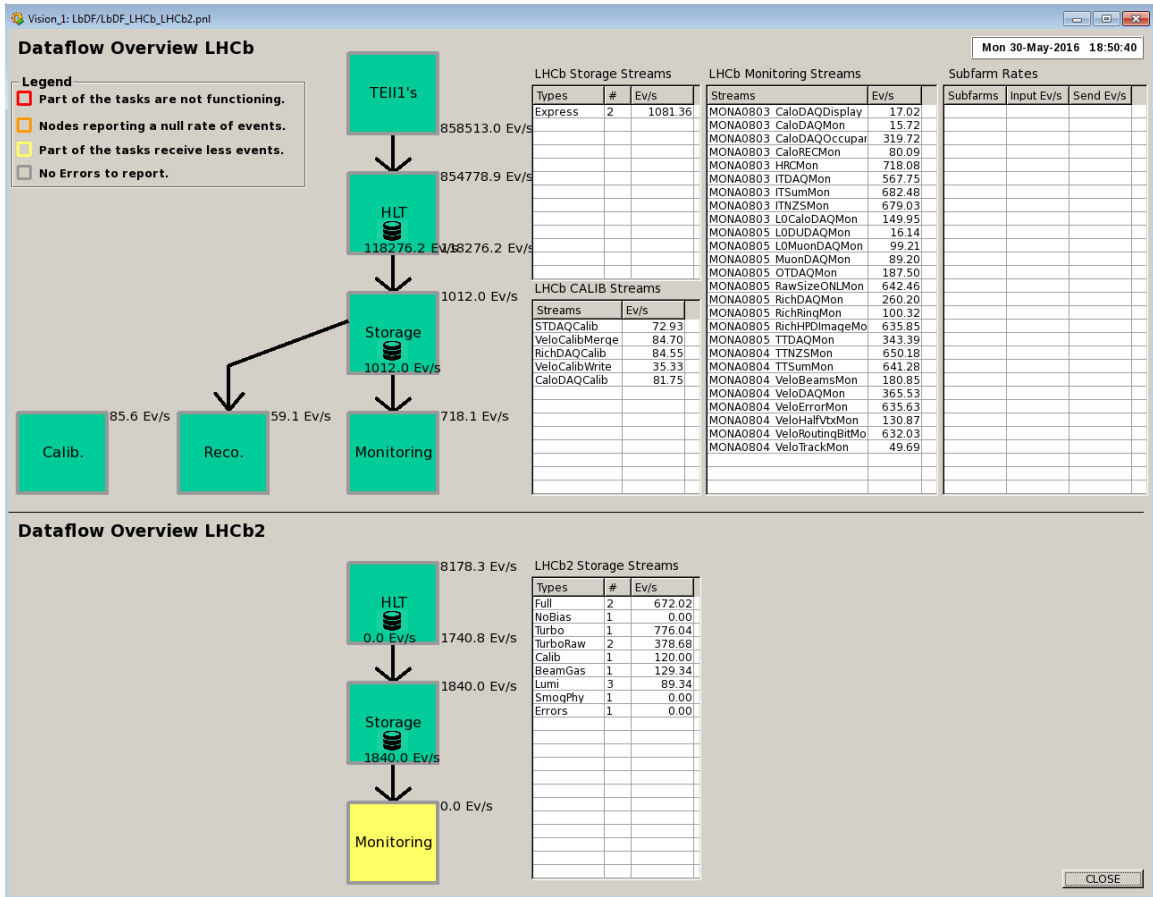 Vision_1: LbDF/LbDF_LHCb_LHCb2.pnl
Dataflow Overview LHCb
Mon 30-May-2016 18:50:40
Legend
Part of the tasks are not functioning.
Nodes reporting a null rate of events.
Part of the tasks receive less events.
No Errors to report.
TEll1's
858513.0 Ev/s
854778.9 Ev/s
HLT
118276.2 Ev/s
118276.2 Ev/s
1012.0 Ev/s
Storage
1012.0 Ev/s
85.6 Ev/s
59.1 Ev/s
718.1 Ev/s
Calib.
Reco.
Monitoring
LHCb Storage Streams
Types # Ev/s
Express 2 1081.36
LHCb CALIB Streams
Streams Ev/s
STDAQCalib 72.93
VeloCalibMerge 84.70
RichDAQCalib 84.55
VeloCalibWrite 35.33
CaloDAQCalib 81.75
LHCb Monitoring Streams
Streams Ev/s
MONA0803 CaloDAQDisplay 17.02
MONA0803 CaloDAQMon 15.72
MONA0803 CaloDAQOccupar 319.72
MONA0803 CaloRECMon 80.09
MONA0803 HRCMon 718.08
MONA0803 ITDAQMon 567.75
MONA0803 ITSumMon 682.48
MONA0803 ITNZSMon 679.03
MONA0803 L0CaloDAQMon 149.95
MONA0805 L0DUDAQMon 16.14
MONA0805 L0MuonDAQMon 99.21
MONA0805 MuonDAQMon 89.20
MONA0805 OTDAQMon 187.50
MONA0805 RawSizeONLMon 642.46
MONA0805 RichDAQMon 260.20
MONA0805 RichRingMon 100.32
MONA0805 RichHPDImageMo 635.85
MONA0805 TTDAQMon 343.39
MONA0804 TTNZSMon 650.18
MONA0804 TTSumMon 641.28
MONA0804 VeloBeamsMon 180.85
MONA0804 VeloDAQMon 365.53
MONA0804 VeloErrorMon 635.63
MONA0804 VeloHalfVtxMon 130.87
MONA0804 VeloRoutingBitMo 632.03
MONA0804 VeloTrackMon 49.69
Subfarm Rates
Subfarms Input Ev/s Send Ev/s
Dataflow Overview LHCb2
8178.3 Ev/s
HLT
0.0 Ev/s
1740.8 Ev/s
1840.0 Ev/s
Storage
1840.0 Ev/s
0.0 Ev/s
Monitoring
LHCb2 Storage Streams
Types # Ev/s
Full 2 672.02
NoBias 1 0.00
Turbo 1 776.04
TurboRaw 2 378.68
Calib 1 120.00
BeamGas 1 129.34
Lumi 3 89.34
SmogPhy 1 0.00
Errors 1 0.00
CLOSE